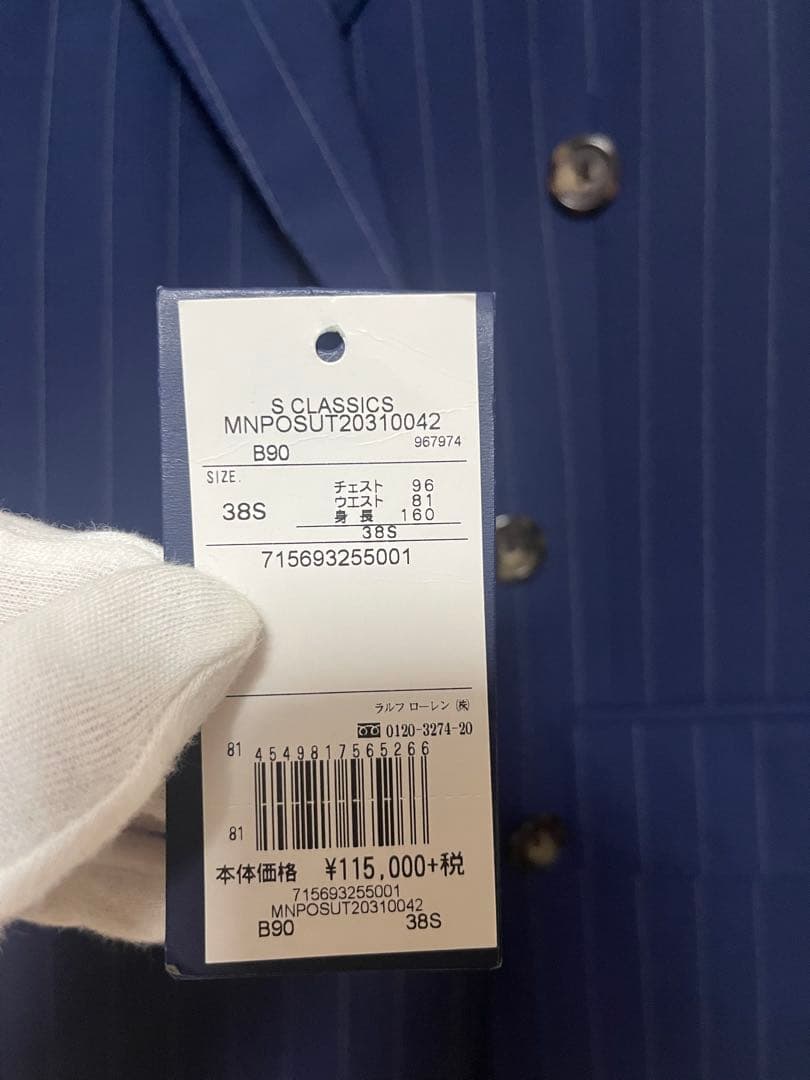 S CLASSICS
MNPOSUT20310042
B90 967974
SIZE.
チェスト 96
ウエスト 81
38S 身長 160
38S
715693255001
ラルフ ローレン ㈱
0120-3274-20
81 4549817565266
81
本体価格 ¥115,000+税
715693255001
MNPOSUT20310042
B90 38S